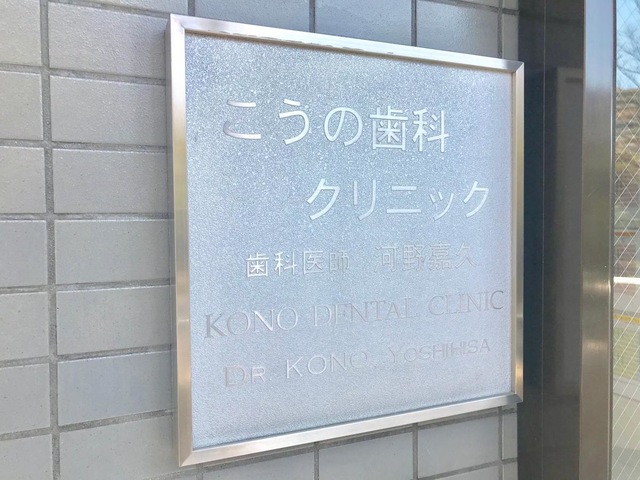 こうの歯科
クリニック
歯科医師 河野嘉久
KONO DENTAL CLINIC
DR. KONO, YOSHIHISA